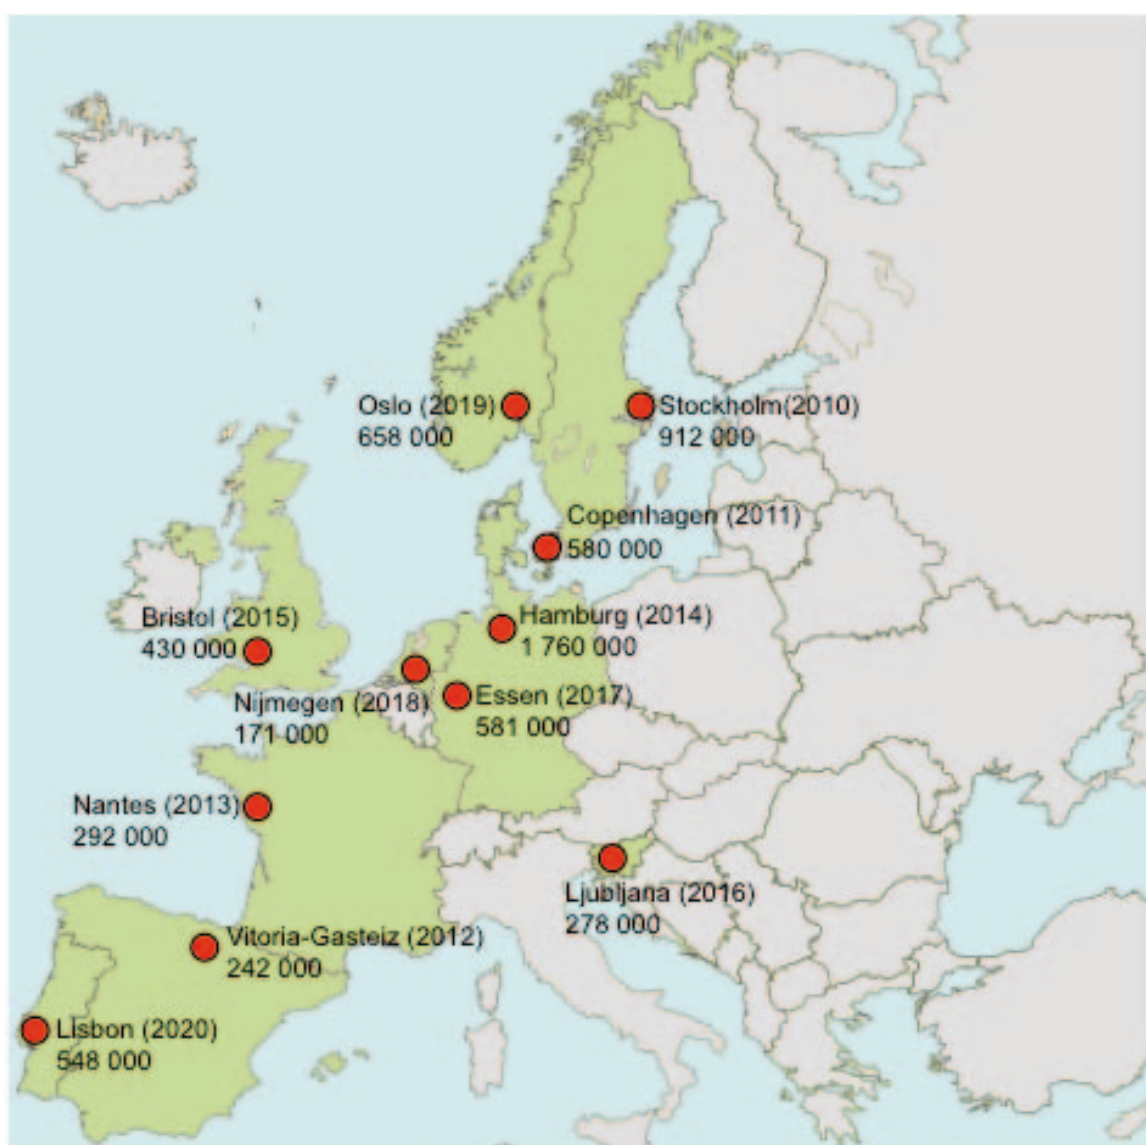 Oslo (2019)
658 000
Stockholm(2010)
912 000
Copenhagen (2011)
580 000
Bristol (2015)
430 000
Hamburg (2014)
1 760 000
Nijmegen (2018)
171 000
Essen (2017)
581 000
Nantes (2013)
292 000
Ljubljana (2016)
278 000
Vitoria-Gasteiz (2012)
242 000
Lisbon (2020)
548 000